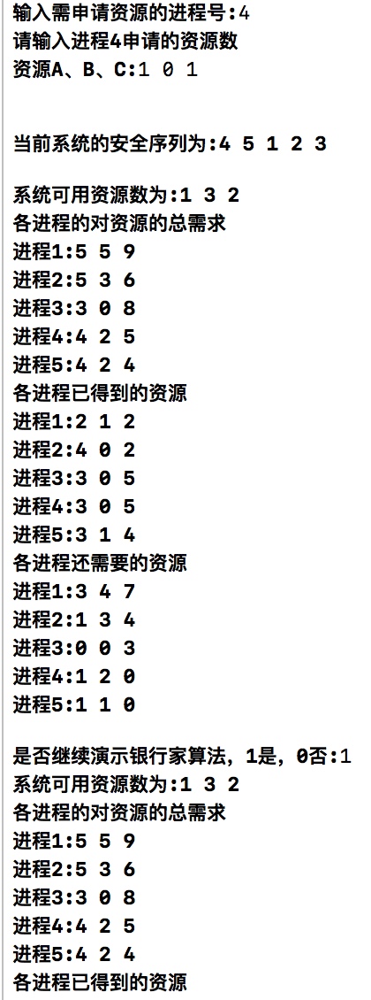 输入需申请资源的进程号:4
请输入进程4申请的资源数
资源A、B、C:1 0 1
当前系统的安全序列为:4 5 1 2 3
系统可用资源数为:1 3 2
各进程的对资源的总需求
进程1:5 5 9
进程2:5 3 6
进程3:3 0 8
进程4:4 2 5
进程5:4 2 4
各进程已得到的资源
进程1:2 1 2
进程2:4 0 2
进程3:3 0 5
进程4:3 0 5
进程5:3 1 4
各进程还需要的资源
进程1:3 4 7
进程2:1 3 4
进程3:0 0 3
进程4:1 2 0
进程5:1 1 0
是否继续演示银行家算法，1是，0否:1
系统可用资源数为:1 3 2
各进程的对资源的总需求
进程1:5 5 9
进程2:5 3 6
进程3:3 0 8
进程4:4 2 5
进程5:4 2 4
各进程已得到的资源